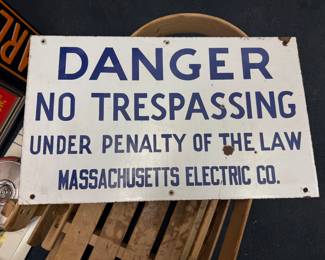 DANGER
NO TRESPASSING
UNDER PENALTY OF THE LAW
MASSACHUSETTS ELECTRIC CO.